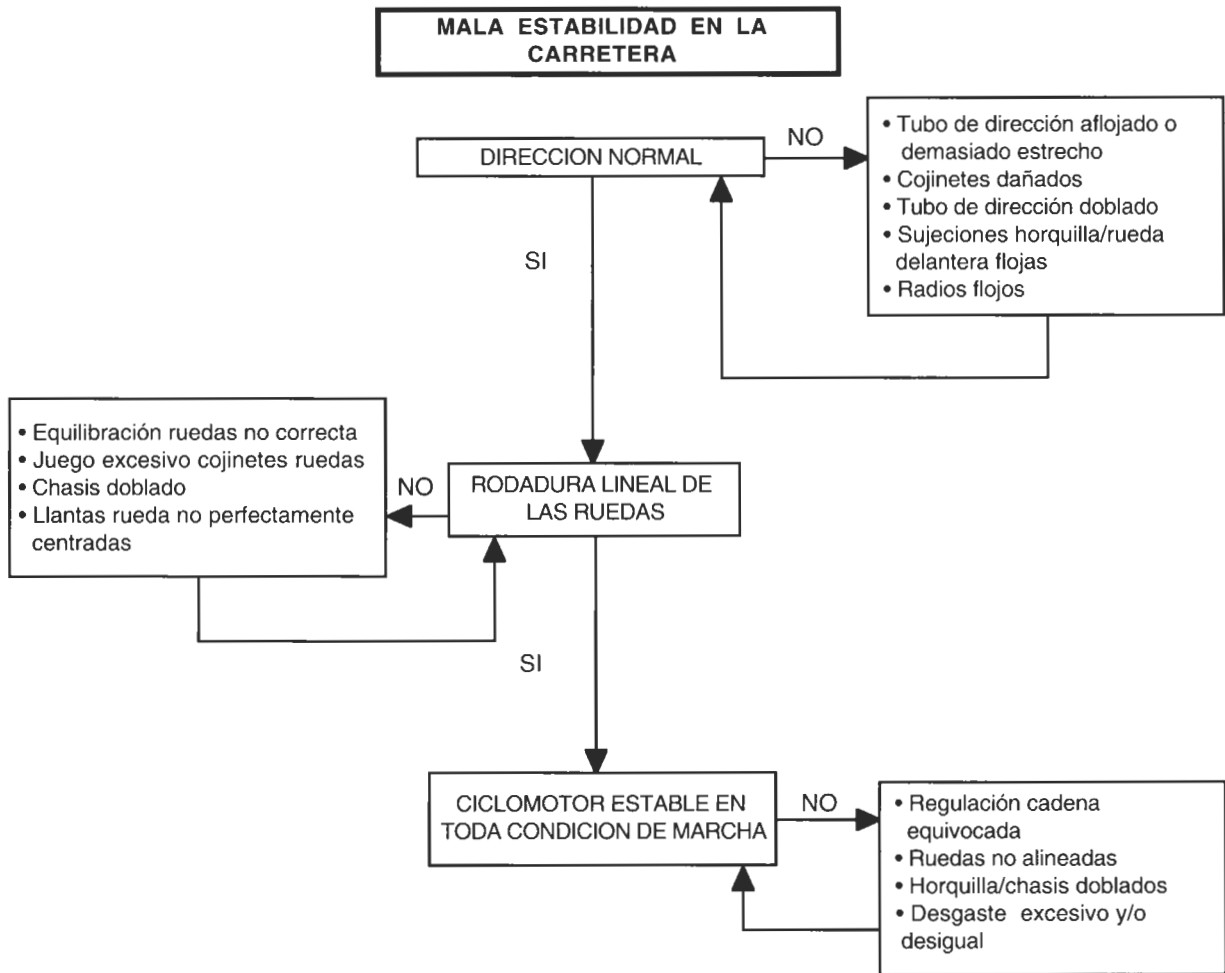 MALA ESTABILIDAD EN LA
CARRETERA
DIRECCION NORMAL
NO
• Tubo de dirección aflojado o
demasiado estrecho
• Cojinetes dañados
• Tubo de dirección doblado
• Sujeciones horquilla/rueda
delantera flojas
• Radios flojos
SI
• Equilibración ruedas no correcta
• Juego excesivo cojinetes ruedas
• Chasis doblado
• Llantas rueda no perfectamente
centradas
NO
RODADURA LINEAL DE
LAS RUEDAS
SI
CICLOMOTOR ESTABLE EN
TODA CONDICION DE MARCHA
NO
• Regulación cadena
equivocada
• Ruedas no alineadas
• Horquilla/chasis doblados
• Desgaste excesivo y/o
desigual